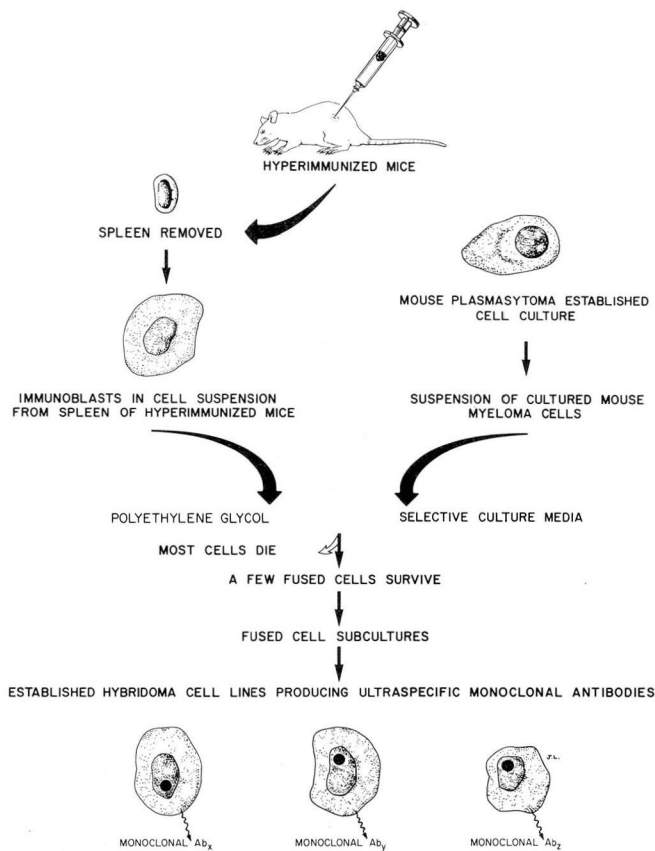 HYPERIMMUNIZED MICE
SPLEEN REMOVED
MOUSE PLASMASYTOMA ESTABLISHED
CELL CULTURE
IMMUNOBLASTS IN CELL SUSPENSION
FROM SPLEEN OF HYPERIMMUNIZED MICE
SUSPENSION OF CULTURED MOUSE
MYELOMA CELLS
POLYETHYLENE GLYCOL
SELECTIVE CULTURE MEDIA
MOST CELLS DIE
A FEW FUSED CELLS SURVIVE
FUSED CELL SUBCULTURES
ESTABLISHED HYBRIDOMA CELL LINES PRODUCING ULTRASPECIFIC MONOCLONAL ANTIBODIES
J.L.
MONOCLONAL Abx
MONOCLONAL Aby
MONOCLONAL Abz